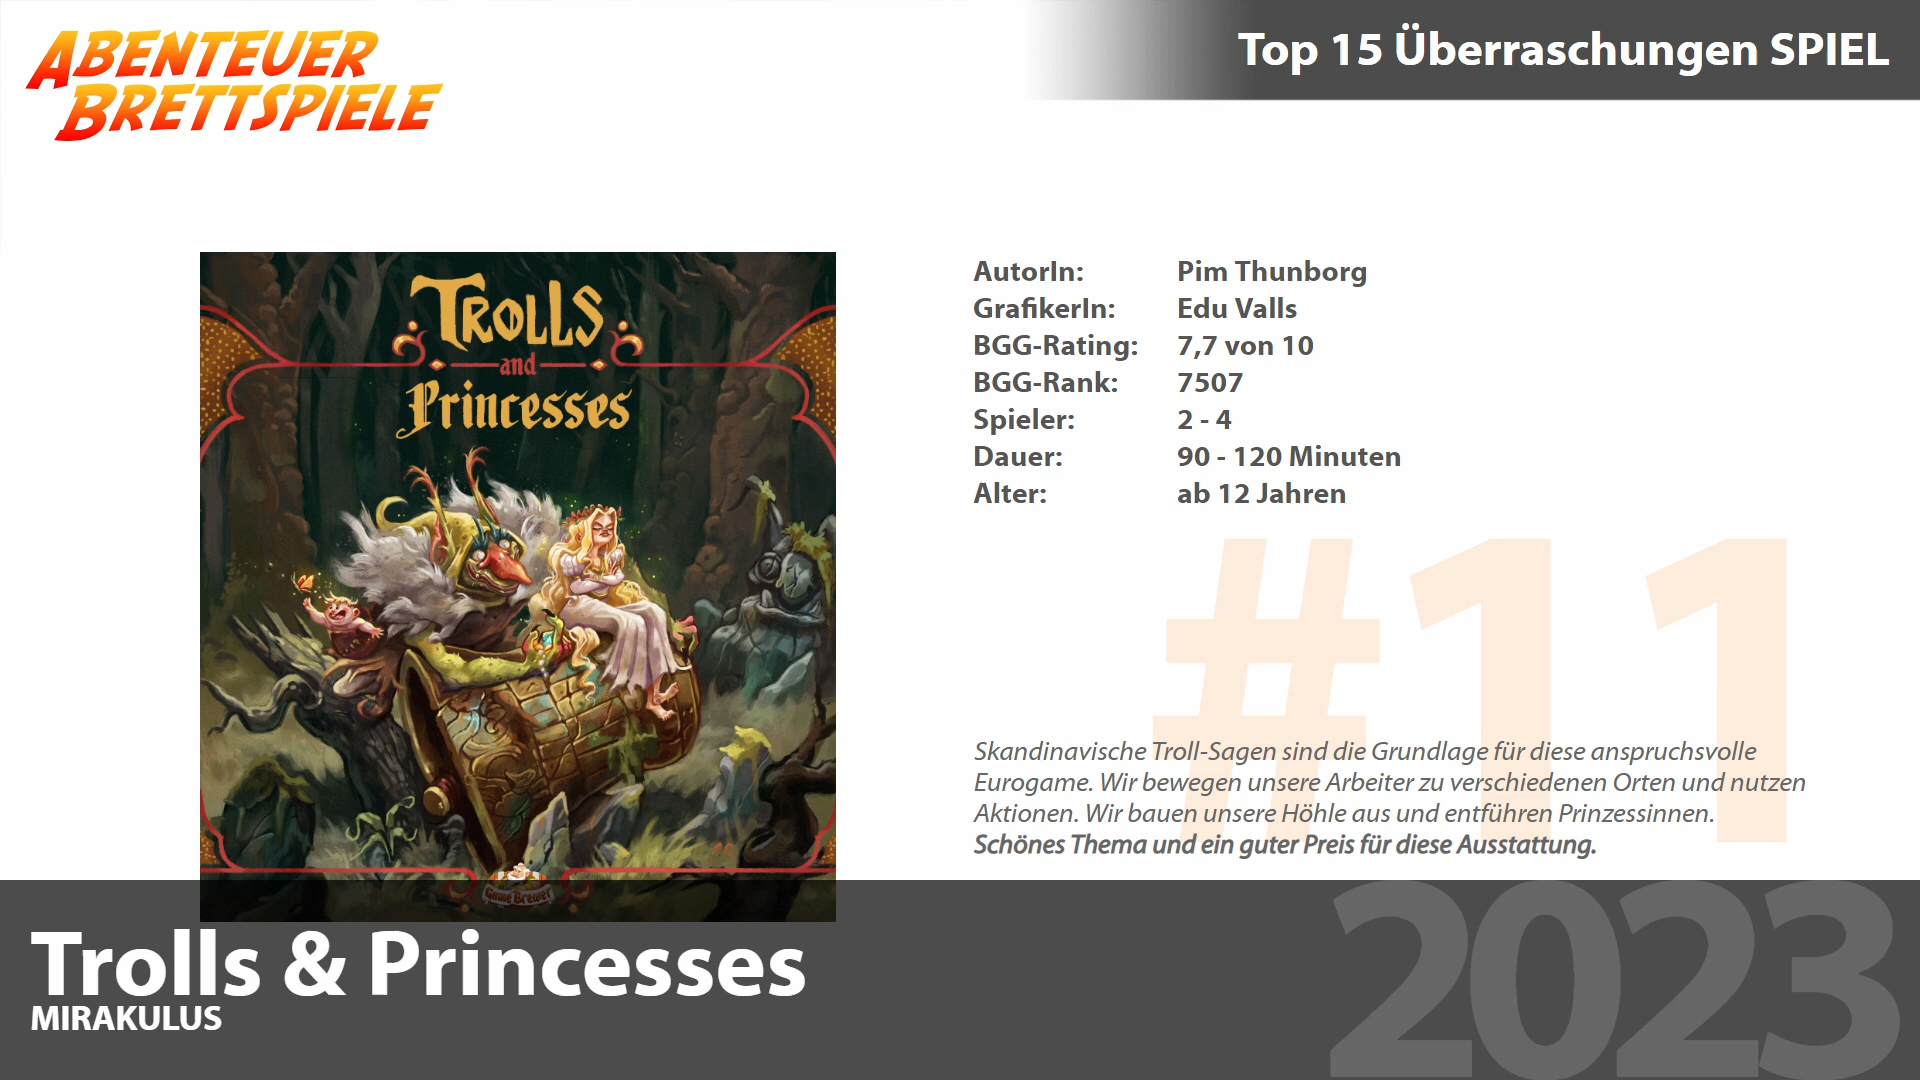 ABENTEUER
BRETTSPIELE
Top 15 Überraschungen SPIEL
TROLLS
and
Princesses
Game Brewer
AutorIn: Pim Thunborg
GrafikerIn: Edu Valls
BGG-Rating: 7,7 von 10
BGG-Rank: 7507
Spieler: 2 - 4
Dauer: 90 - 120 Minuten
Alter: ab 12 Jahren
#11
Skandinavische Troll-Sagen sind die Grundlage für diese anspruchsvolle
Eurogame. Wir bewegen unsere Arbeiter zu verschiedenen Orten und nutzen
Aktionen. Wir bauen unsere Höhle aus und entführen Prinzessinnen.
Schönes Thema und ein guter Preis für diese Ausstattung.
Trolls & Princesses
MIRAKULUS
2023